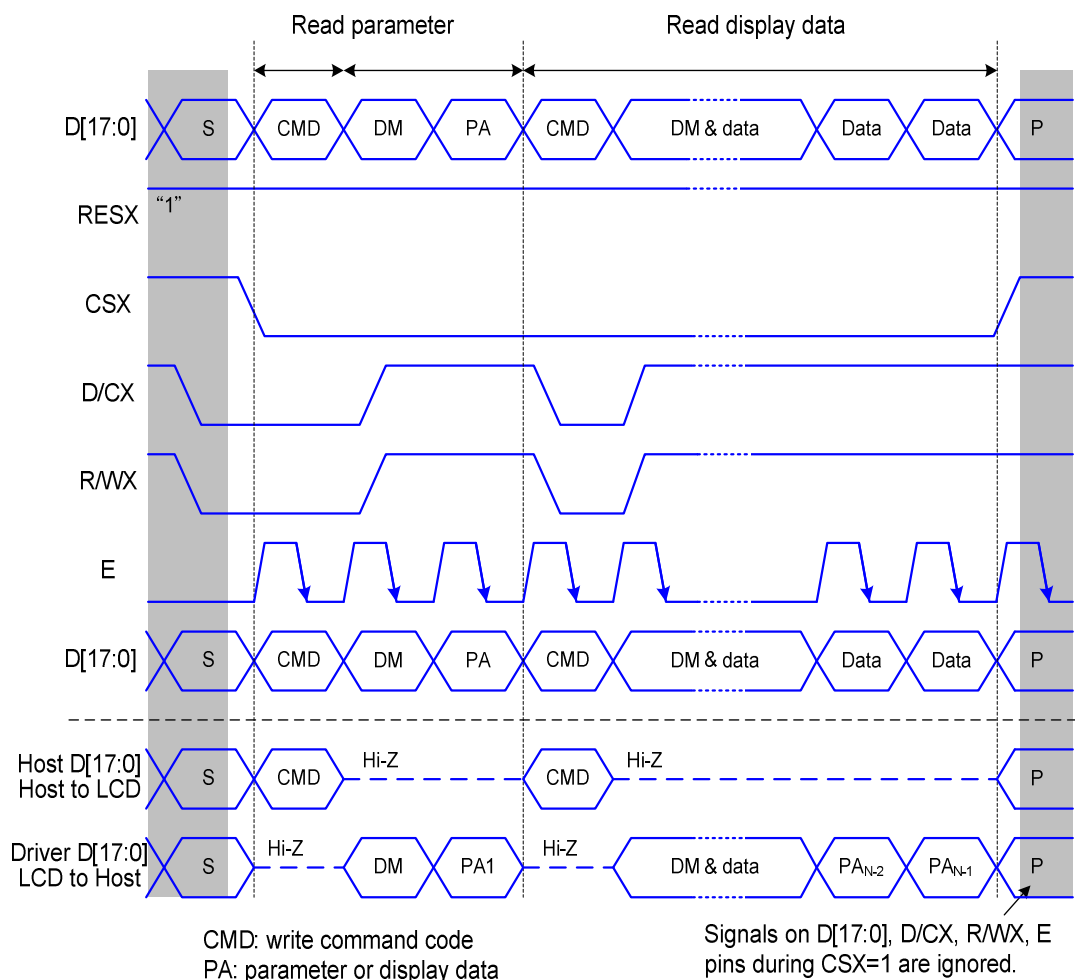 Read parameter Read display data
D[17:0] S CMD DM PA CMD DM & data Data Data P
RESX “1”
CSX
D/CX
R/WX
E
D[17:0] S CMD DM PA CMD DM & data Data Data P
Host D[17:0]
Host to LCD S CMD Hi-Z CMD Hi-Z P
Driver D[17:0]
LCD to Host S Hi-Z DM PA1 Hi-Z DM & data PAN-2 PAN-1 P
CMD: write command code
PA: parameter or display data
Signals on D[17:0], D/CX, R/WX, E
pins during CSX=1 are ignored.